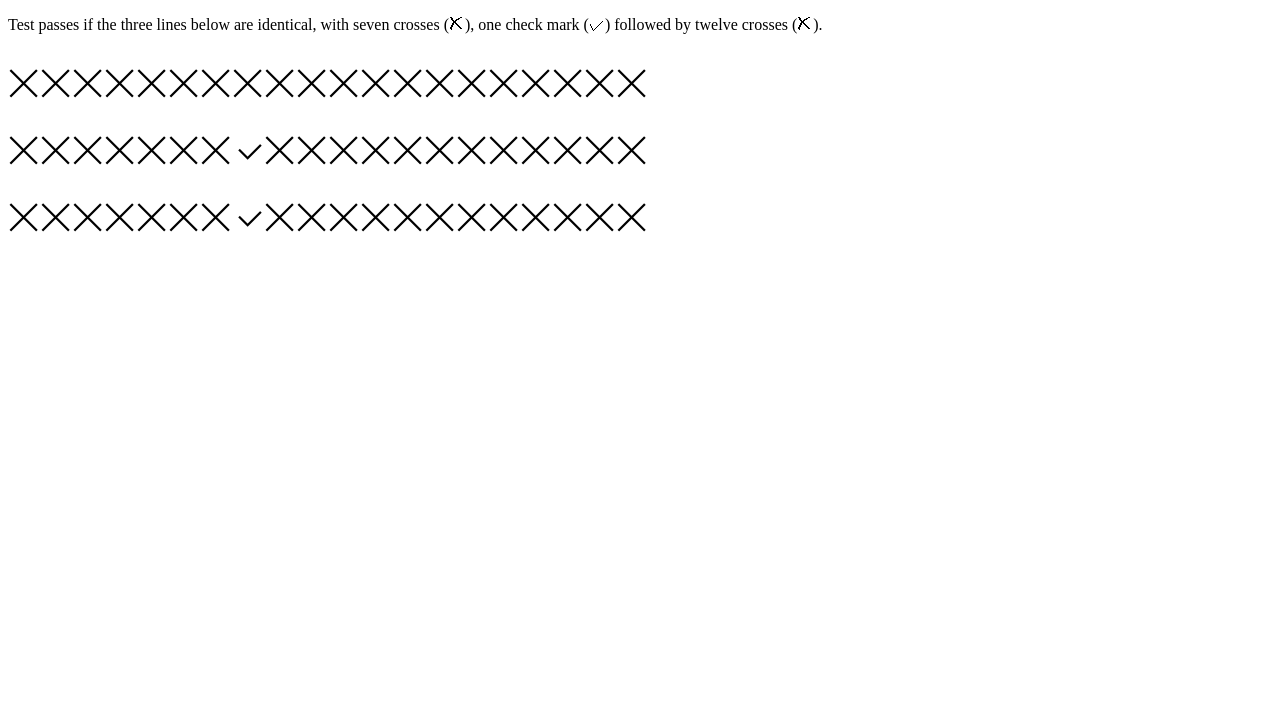 Test passes if the three lines below are identical, with seven crosses (✗), one check mark (✓) followed by twelve crosses (✗).
✗✗✗✗✗✗✗✗✗✗✗✗✗✗✗✗✗✗✗✗
✗✗✗✗✗✗✗✓✗✗✗✗✗✗✗✗✗✗✗✗
✗✗✗✗✗✗✗✓✗✗✗✗✗✗✗✗✗✗✗✗